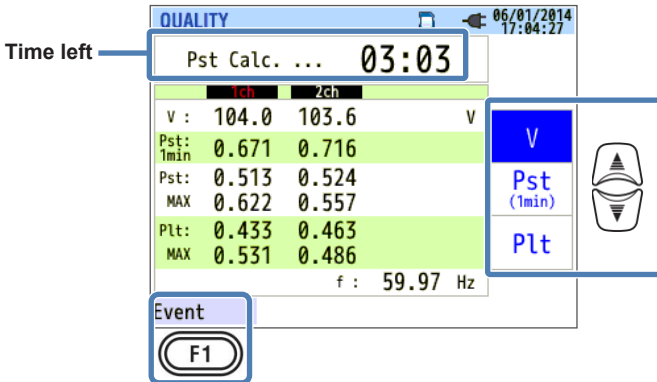 QUALITY
06/01/2014
17:04:27
Time left
Pst Calc. ... 03:03
1ch 2ch
V : 104.0 103.6 V
Pst: 1min 0.671 0.716
Pst: 0.513 0.524
MAX 0.622 0.557
Plt: 0.433 0.463
MAX 0.531 0.486
f : 59.97 Hz
V
Pst
(1min)
Plt
Event
F1